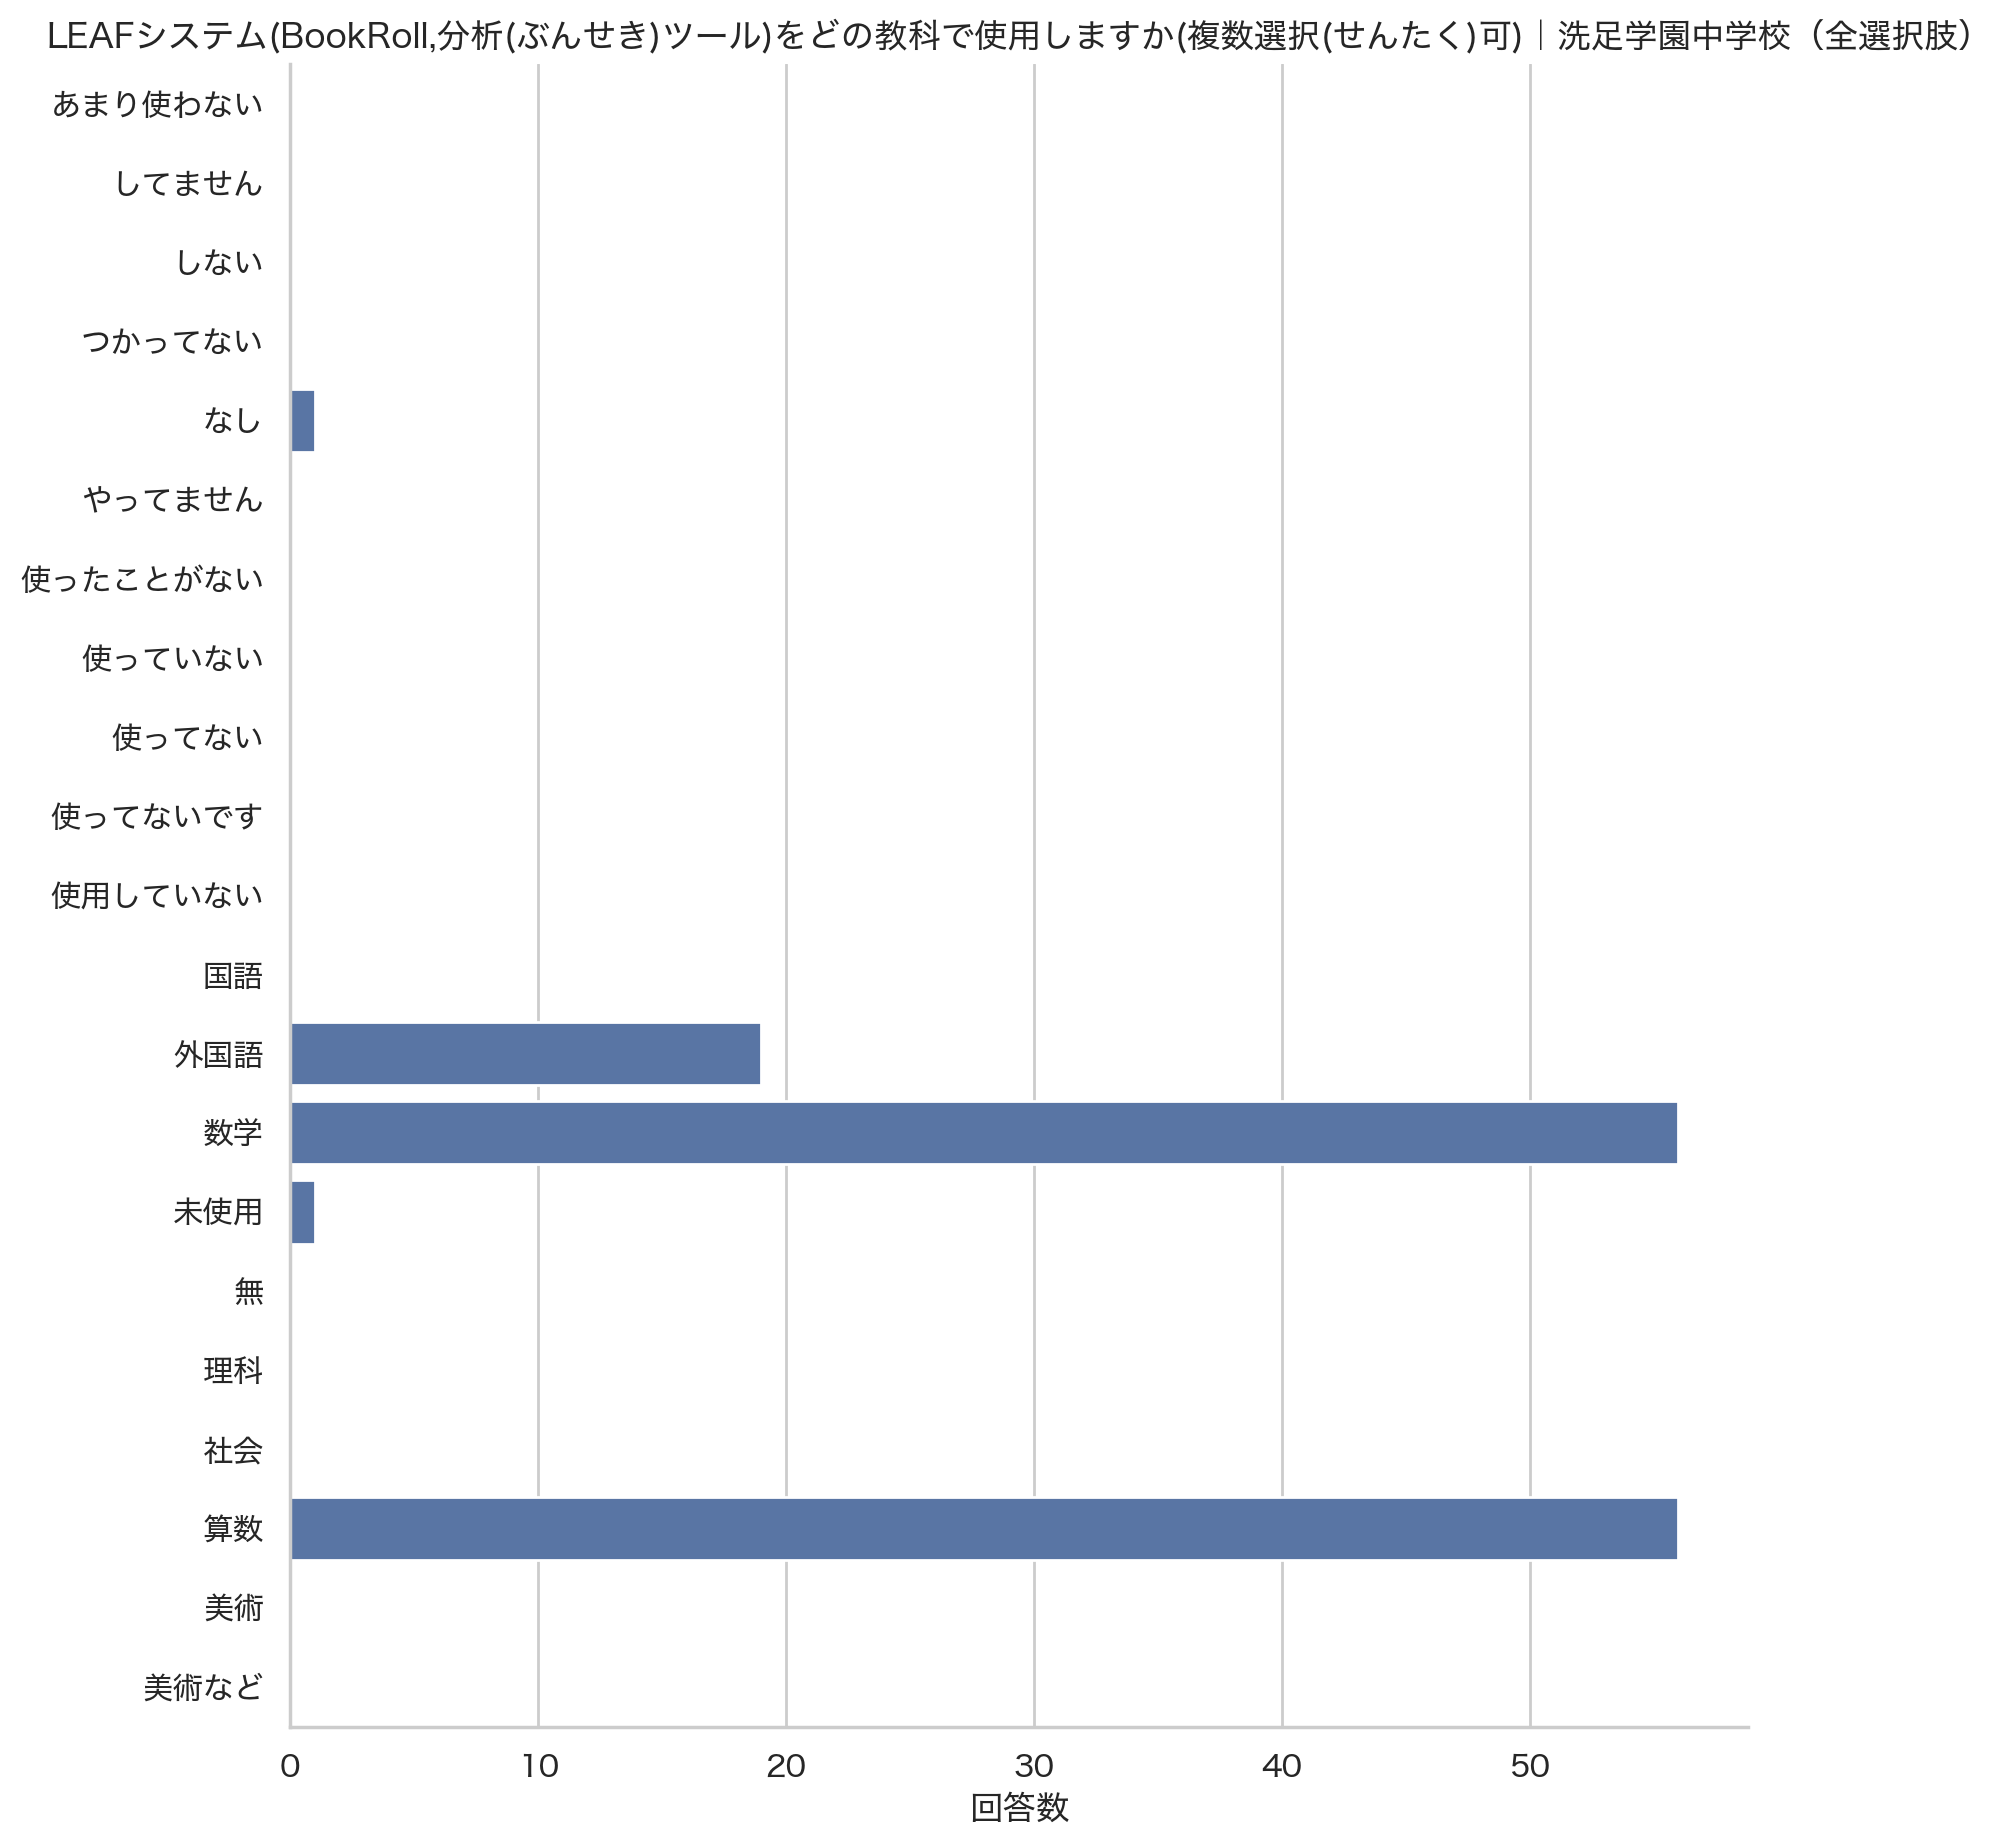 LEAFシステム(BookRoll,分析(ぶんせき)ツール)をどの教科で使用しますか(複数選択(せんたく)可)｜洗足学園中学校（全選択肢）
あまり使わない
してません
しない
つかってない
なし
やってません
使ったことがない
使っていない
使ってない
使ってないです
使用していない
国語
外国語
数学
未使用
無
理科
社会
算数
美術
美術など
0 10 20 30 40 50
回答数